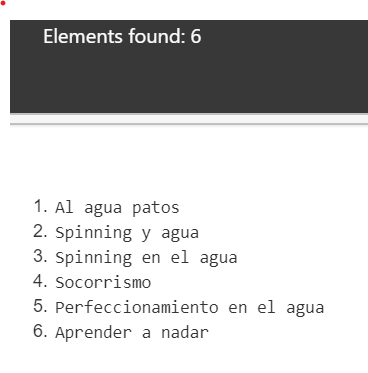 Elements found: 6
1. Al agua patos
2. Spinning y agua
3. Spinning en el agua
4. Socorrismo
5. Perfeccionamiento en el agua
6. Aprender a nadar